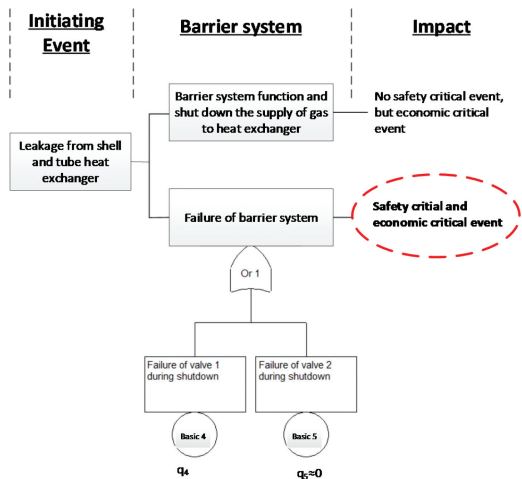 Initiating
Event
Barrier system
Impact
Barrier system function and
shut down the supply of gas
to heat exchanger
No safety critical event,
but economic critical
event
Leakage from shell
and tube heat
exchanger
Failure of barrier system
Safety critial and
economic critical event
Or 1
Failure of valve 1
during shutdown
Failure of valve 2
during shutdown
Basic 4
Basic 5
q₄
q₅≈0